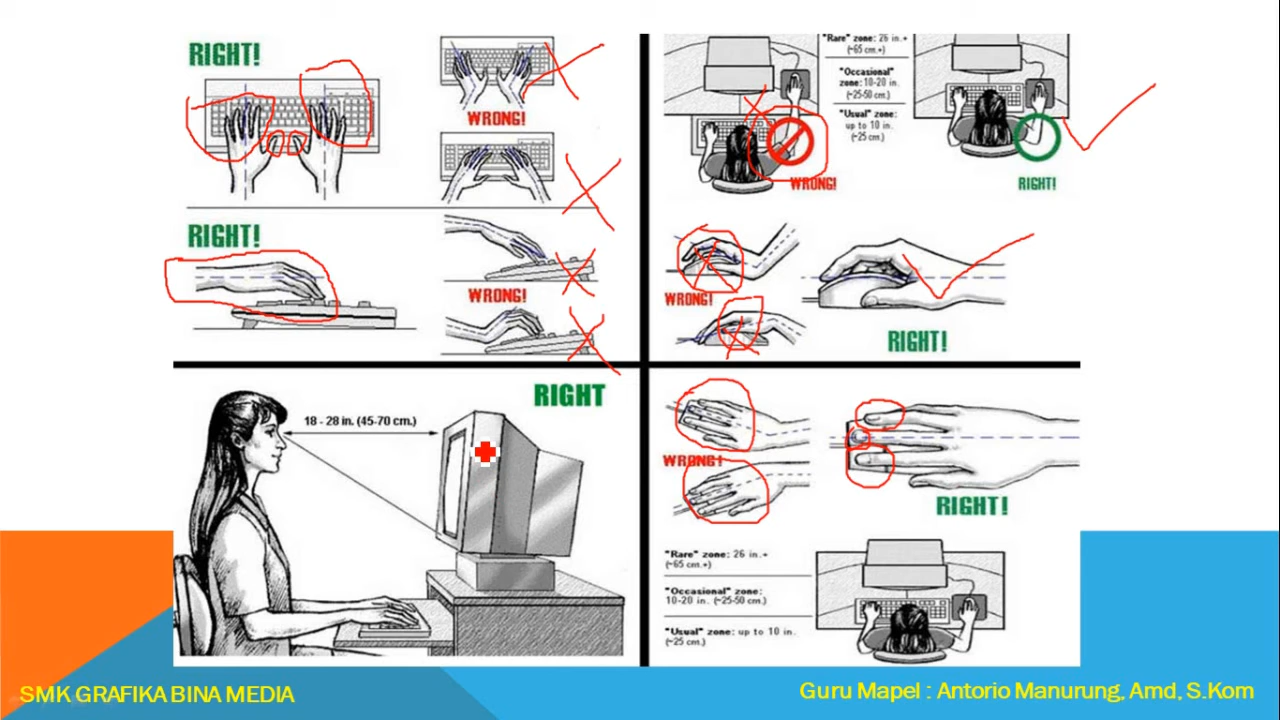 RIGHT!
WRONG!
RIGHT!
WRONG!
"Rare" zone: 26 in.+
(~65 cm.+)
"Occasional"
zone: 10-20 in.
(~25-50 cm.)
"Usual" zone:
up to 10 in.
(~25 cm.)
WRONG!
RIGHT!
WRONG!
RIGHT!
RIGHT
18 - 28 in. (45-70 cm.)
WRONG!
RIGHT!
"Rare" zone: 26 in.+
(~65 cm.+)
"Occasional" zone:
10-20 in. (~25-50 cm.)
"Usual" zone: up to 10 in.
(~25 cm.)
SMK GRAFIKA BINA MEDIA
Guru Mapel : Antorio Manurung, Amd, S.Kom